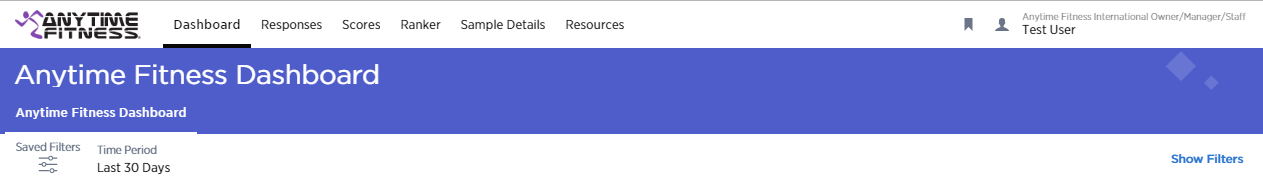 ANYTIME
FITNESS.
Dashboard Responses Scores Ranker Sample Details Resources
Anytime Fitness International Owner/Manager/Staff
Test User
Anytime Fitness Dashboard
Anytime Fitness Dashboard
Saved Filters
Time Period
Last 30 Days
Show Filters